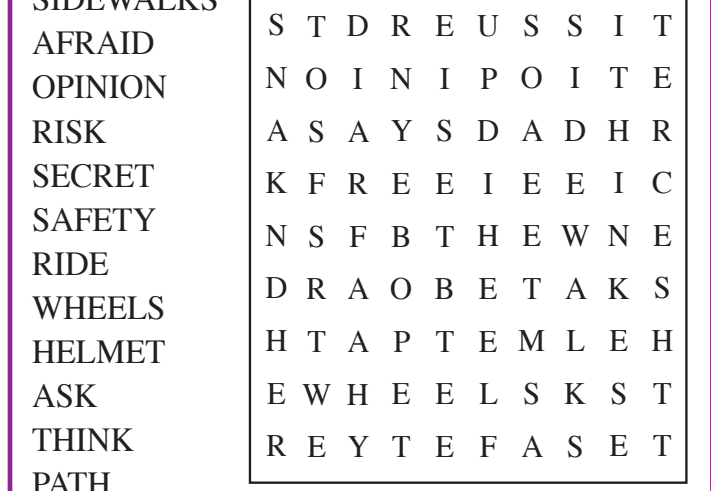 SIDEWALKS
AFRAID
OPINION
RISK
SECRET
SAFETY
RIDE
WHEELS
HELMET
ASK
THINK
PATH
S T D R E U S S I T
N O I N I P O I T E
A S A Y S D A D H R
K F R E E I E E I C
N S F B T H E W N E
D R A O B E T A K S
H T A P T E M L E H
E W H E E L S K S T
R E Y T E F A S E T